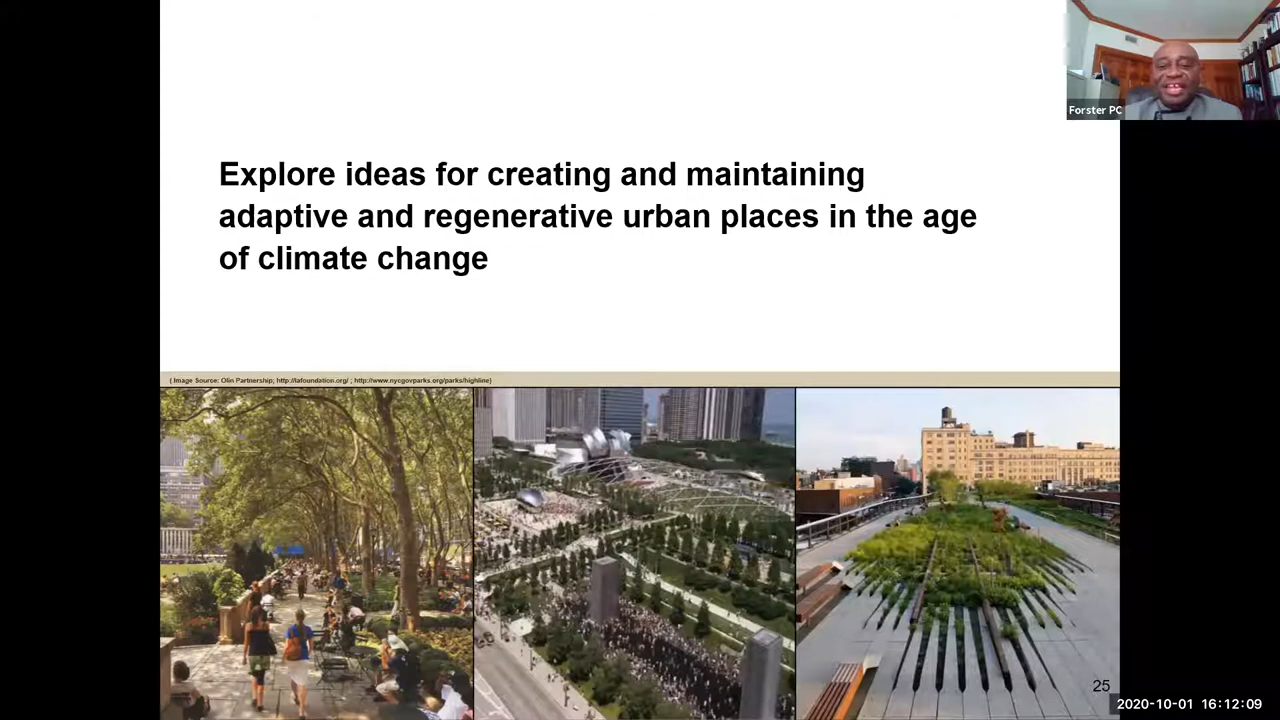 Forster PC
Explore ideas for creating and maintaining
adaptive and regenerative urban places in the age
of climate change
( Image Source: Olin Partnership; http://lafoundation.org/ ; http://www.nycgovparks.org/parks/highline)
25
2020-10-01 16:12:09